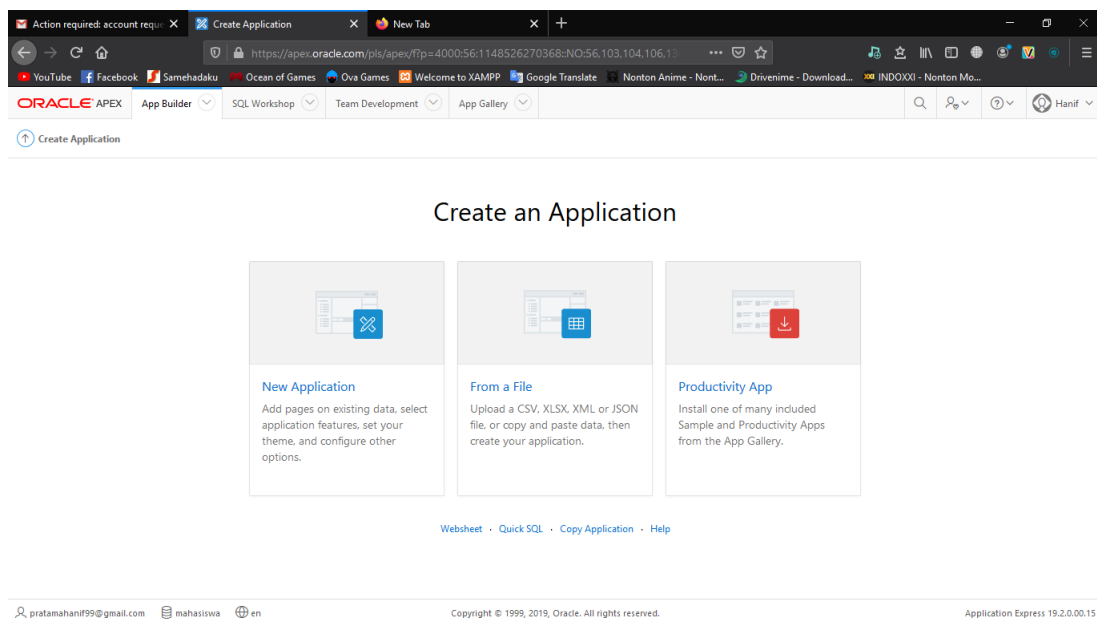 Action required: account reque
Create Application
New Tab
https://apex.oracle.com/pls/apex/f?p=4000:56:1148526270368::NO:56,103,104,106,13
YouTube Facebook Samehadaku Ocean of Games Ova Games Welcome to XAMPP Google Translate Nonton Anime - Nont... Drivenime - Download... INDOXXI - Nonton Mo...
ORACLE APEX App Builder SQL Workshop Team Development App Gallery Hanif
Create Application
Create an Application
New Application
Add pages on existing data, select
application features, set your
theme, and configure other
options.
From a File
Upload a CSV, XLSX, XML or JSON
file, or copy and paste data, then
create your application.
Productivity App
Install one of many included
Sample and Productivity Apps
from the App Gallery.
Websheet · Quick SQL · Copy Application · Help
pratamahanif99@gmail.com mahasiswa en Copyright © 1999, 2019, Oracle. All rights reserved. Application Express 19.2.0.00.15